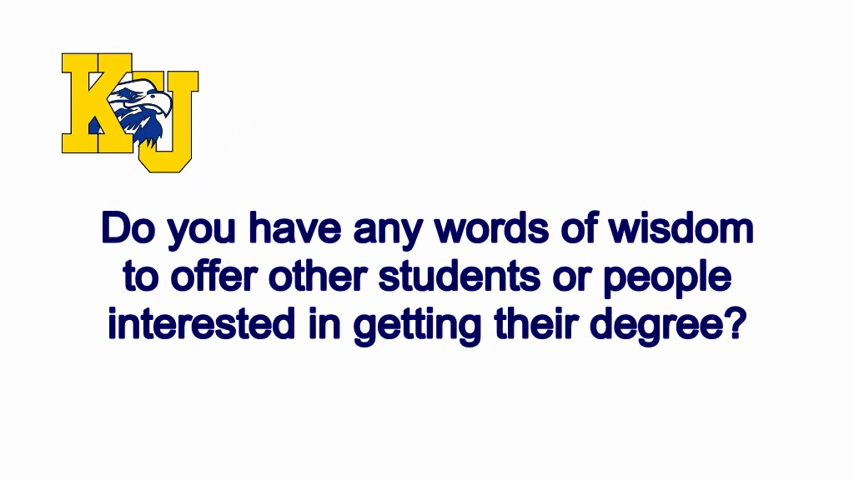 KU
Do you have any words of wisdom
to offer other students or people
interested in getting their degree?